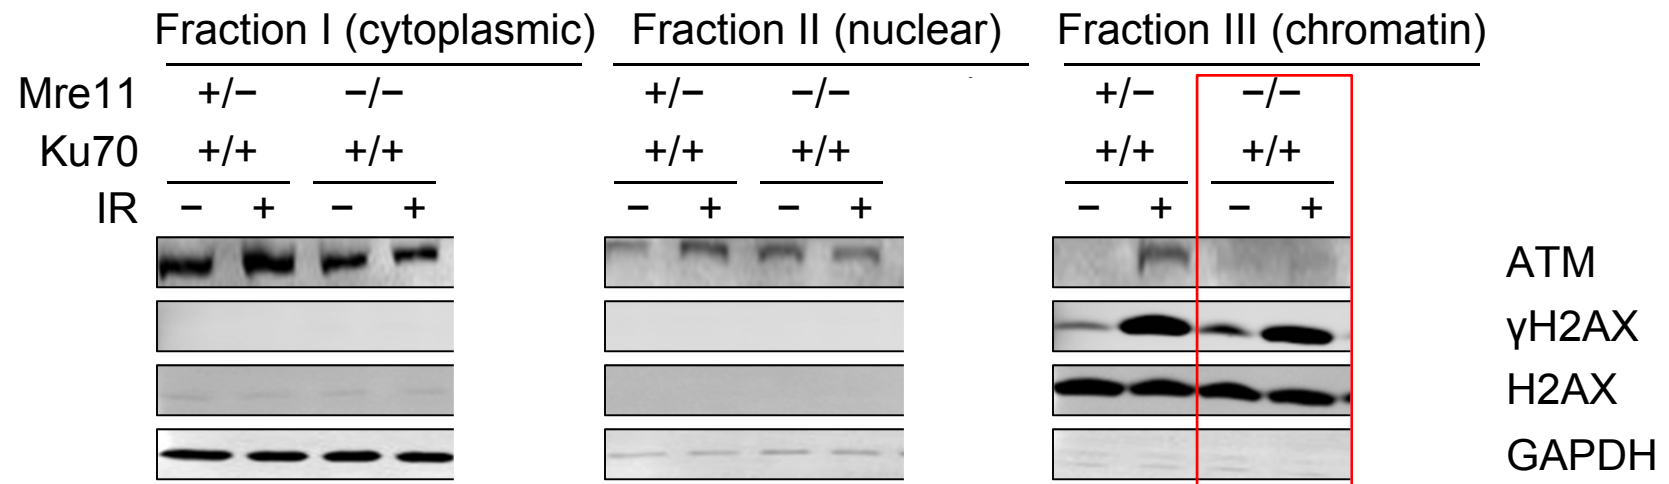 Fraction I (cytoplasmic) Fraction II (nuclear) Fraction III (chromatin)
Mre11 +/− −/− +/− −/− +/− −/−
Ku70 +/+ +/+ +/+ +/+ +/+ +/+
IR − + − + − + − + − + − +
ATM
γH2AX
H2AX
GAPDH